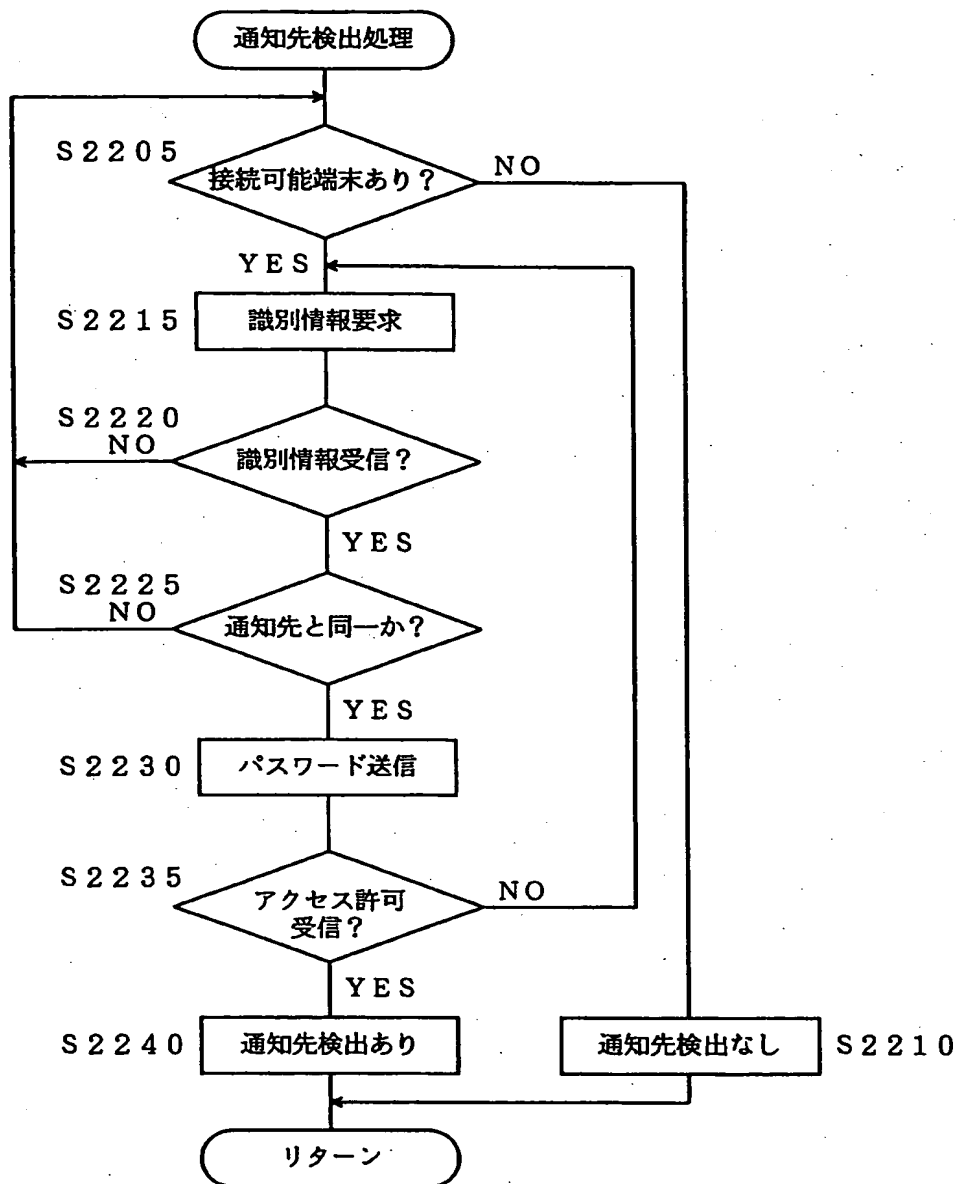 通知先検出処理
S2205
接続可能端末あり?
NO
YES
S2215
識別情報要求
S2220
NO
識別情報受信?
YES
S2225
NO
通知先と同一か?
YES
S2230
パスワード送信
S2235
アクセス許可
受信?
NO
YES
S2240
通知先検出あり
通知先検出なし
S2210
リターン